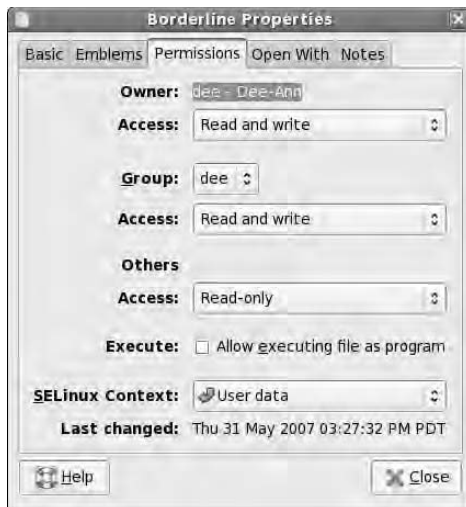 Borderline Properties
Basic Emblems Permissions Open With Notes
Owner: dee - Dee-Ann
Access: Read and write
Group: dee
Access: Read and write
Others
Access: Read-only
Execute: Allow executing file as program
SELinux Context: User data
Last changed: Thu 31 May 2007 03:27:32 PM PDT
Help Close